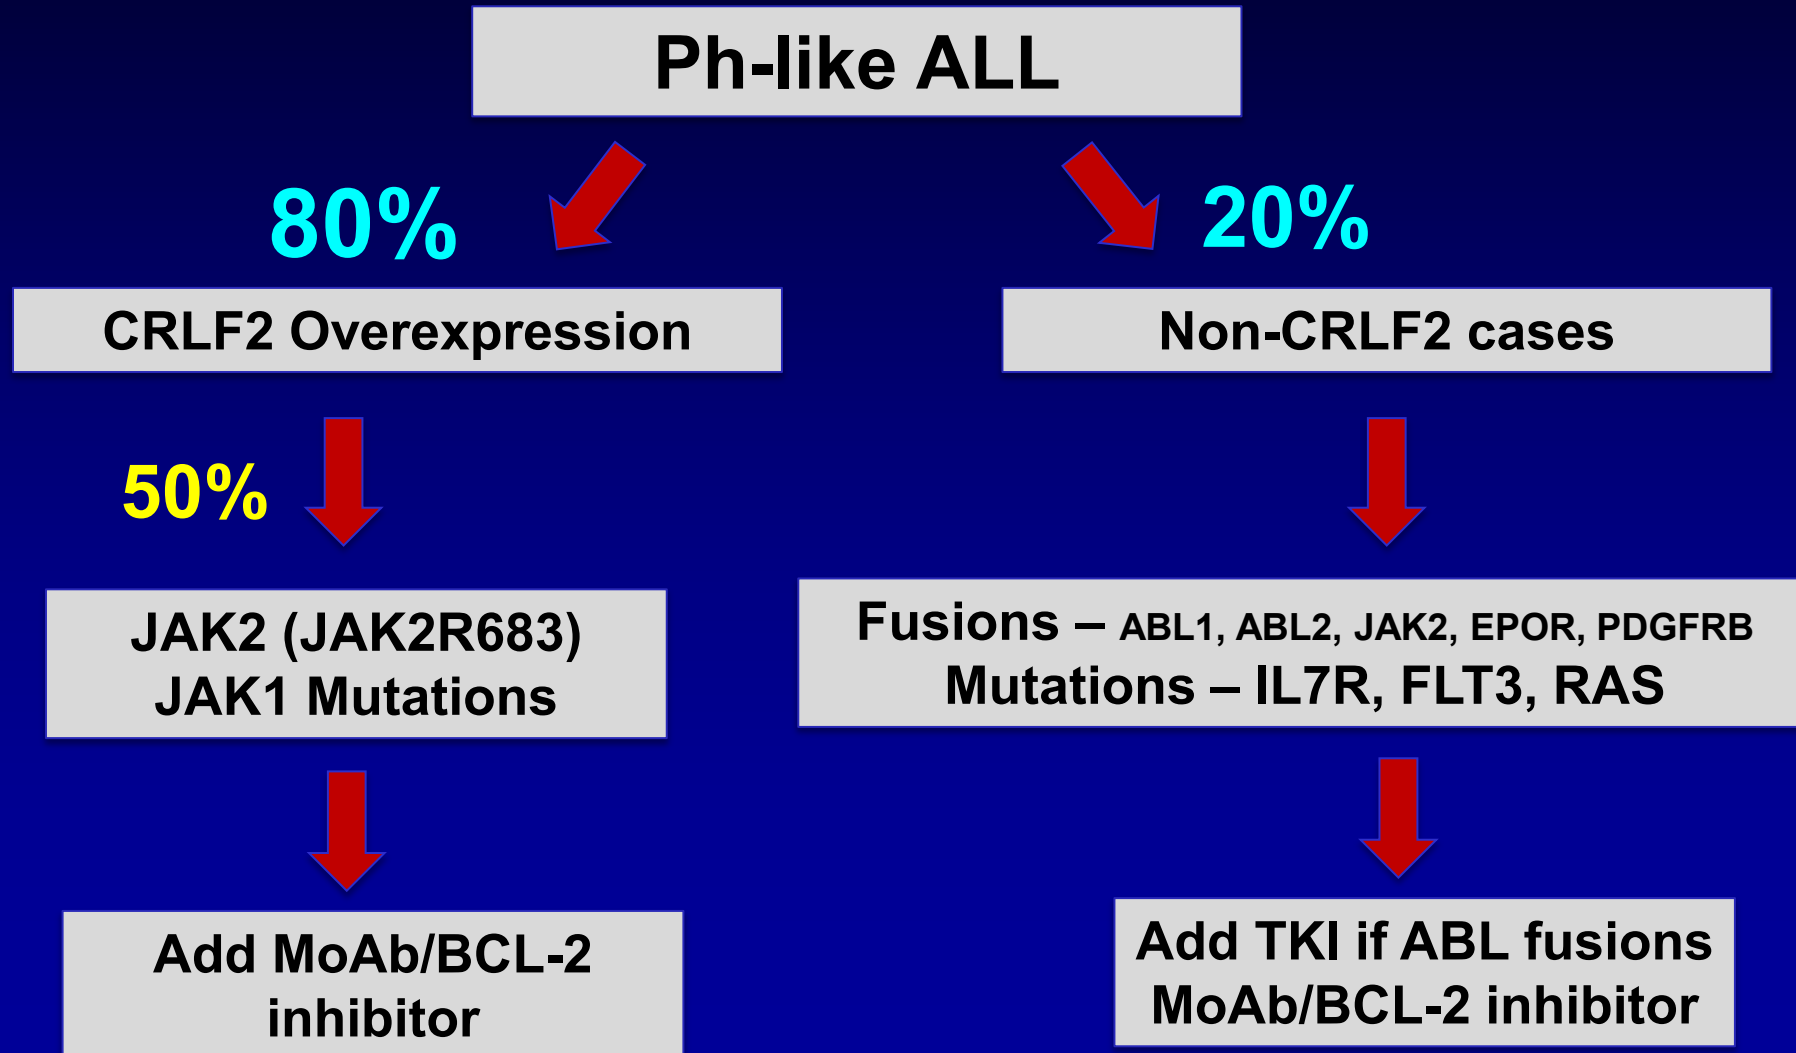 Ph-like ALL
80%
20%
CRLF2 Overexpression
Non-CRLF2 cases
50%
JAK2 (JAK2R683)
JAK1 Mutations
Fusions – ABL1, ABL2, JAK2, EPOR, PDGFRB
Mutations – IL7R, FLT3, RAS
Add MoAb/BCL-2
inhibitor
Add TKI if ABL fusions
MoAb/BCL-2 inhibitor